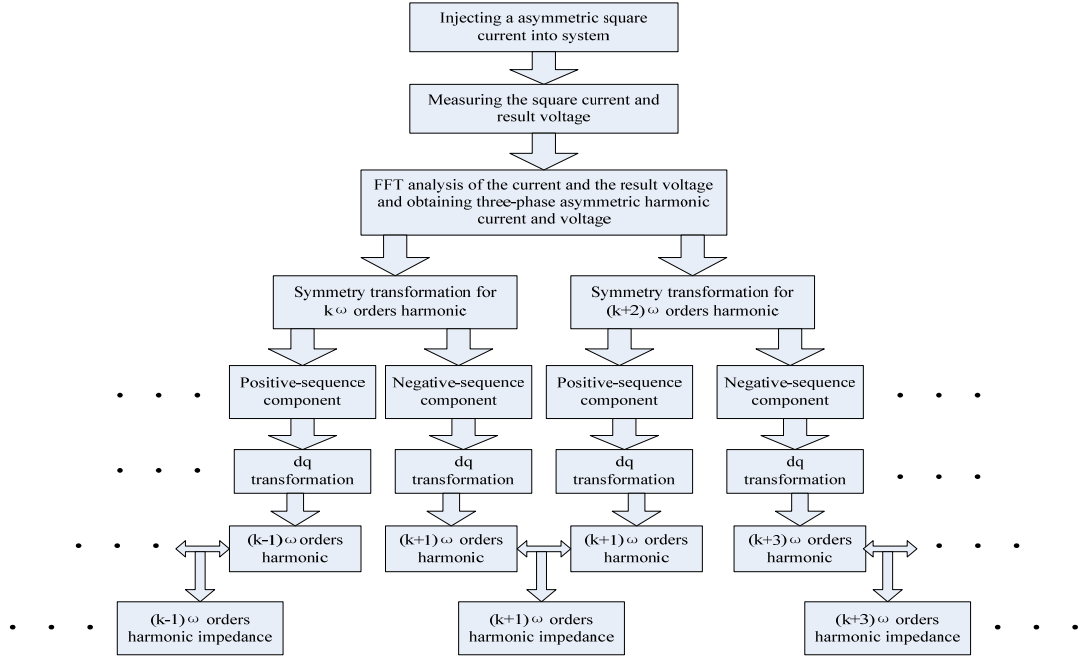 Injecting a asymmetric square
current into system
Measuring the square current and
result voltage
FFT analysis of the current and the result voltage
and obtaining three-phase asymmetric harmonic
current and voltage
Symmetry transformation for
k ω orders harmonic
Symmetry transformation for
(k+2) ω orders harmonic
Positive-sequence
component
Negative-sequence
component
Positive-sequence
component
Negative-sequence
component
dq
transformation
dq
transformation
dq
transformation
dq
transformation
(k-1) ω orders
harmonic
(k+1) ω orders
harmonic
(k+1) ω orders
harmonic
(k+3) ω orders
harmonic
(k-1) ω orders
harmonic impedance
(k+1) ω orders
harmonic impedance
(k+3) ω orders
harmonic impedance